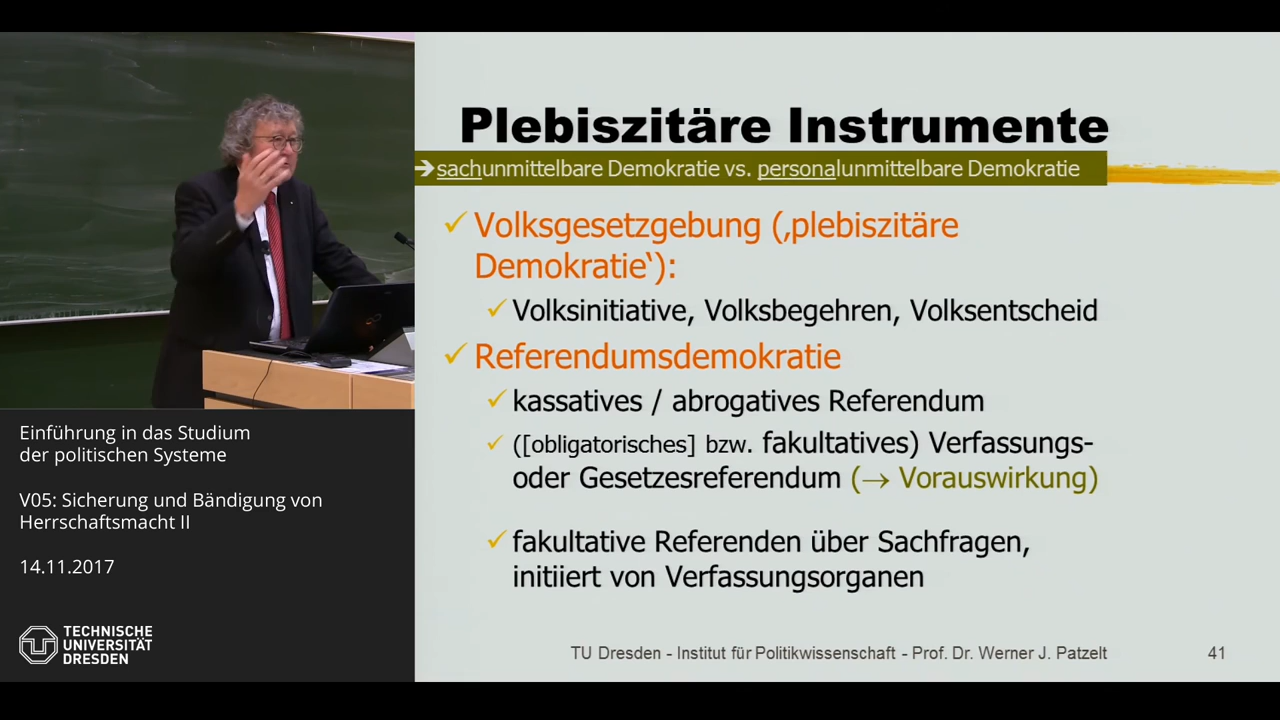 Plebiszitäre Instrumente
➔sachunmittelbare Demokratie vs. personalunmittelbare Demokratie
✓ Volksgesetzgebung (‚plebiszitäre
Demokratie‘):
✓ Volksinitiative, Volksbegehren, Volksentscheid
✓ Referendumsdemokratie
✓ kassatives / abrogatives Referendum
✓ ([obligatorisches] bzw. fakultatives) Verfassungs-
oder Gesetzesreferendum (→ Vorauswirkung)
✓ fakultative Referenden über Sachfragen,
initiiert von Verfassungsorganen
TU Dresden - Institut für Politikwissenschaft - Prof. Dr. Werner J. Patzelt
41
Einführung in das Studium
der politischen Systeme
V05: Sicherung und Bändigung von
Herrschaftsmacht II
14.11.2017
TECHNISCHE
UNIVERSITÄT
DRESDEN